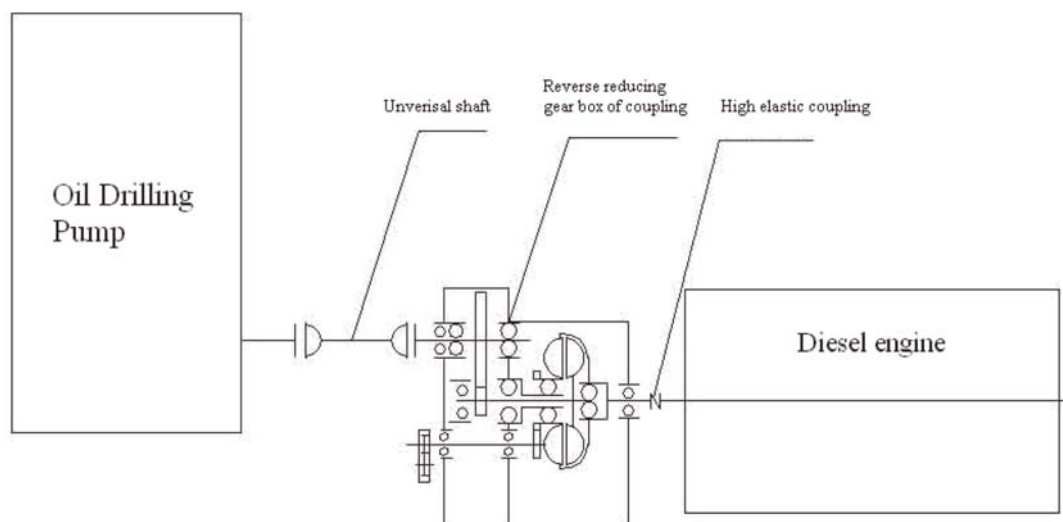 Oil Drilling
Pump
Unverisal shaft
Reverse reducing
gear box of coupling
High elastic coupling
Diesel engine